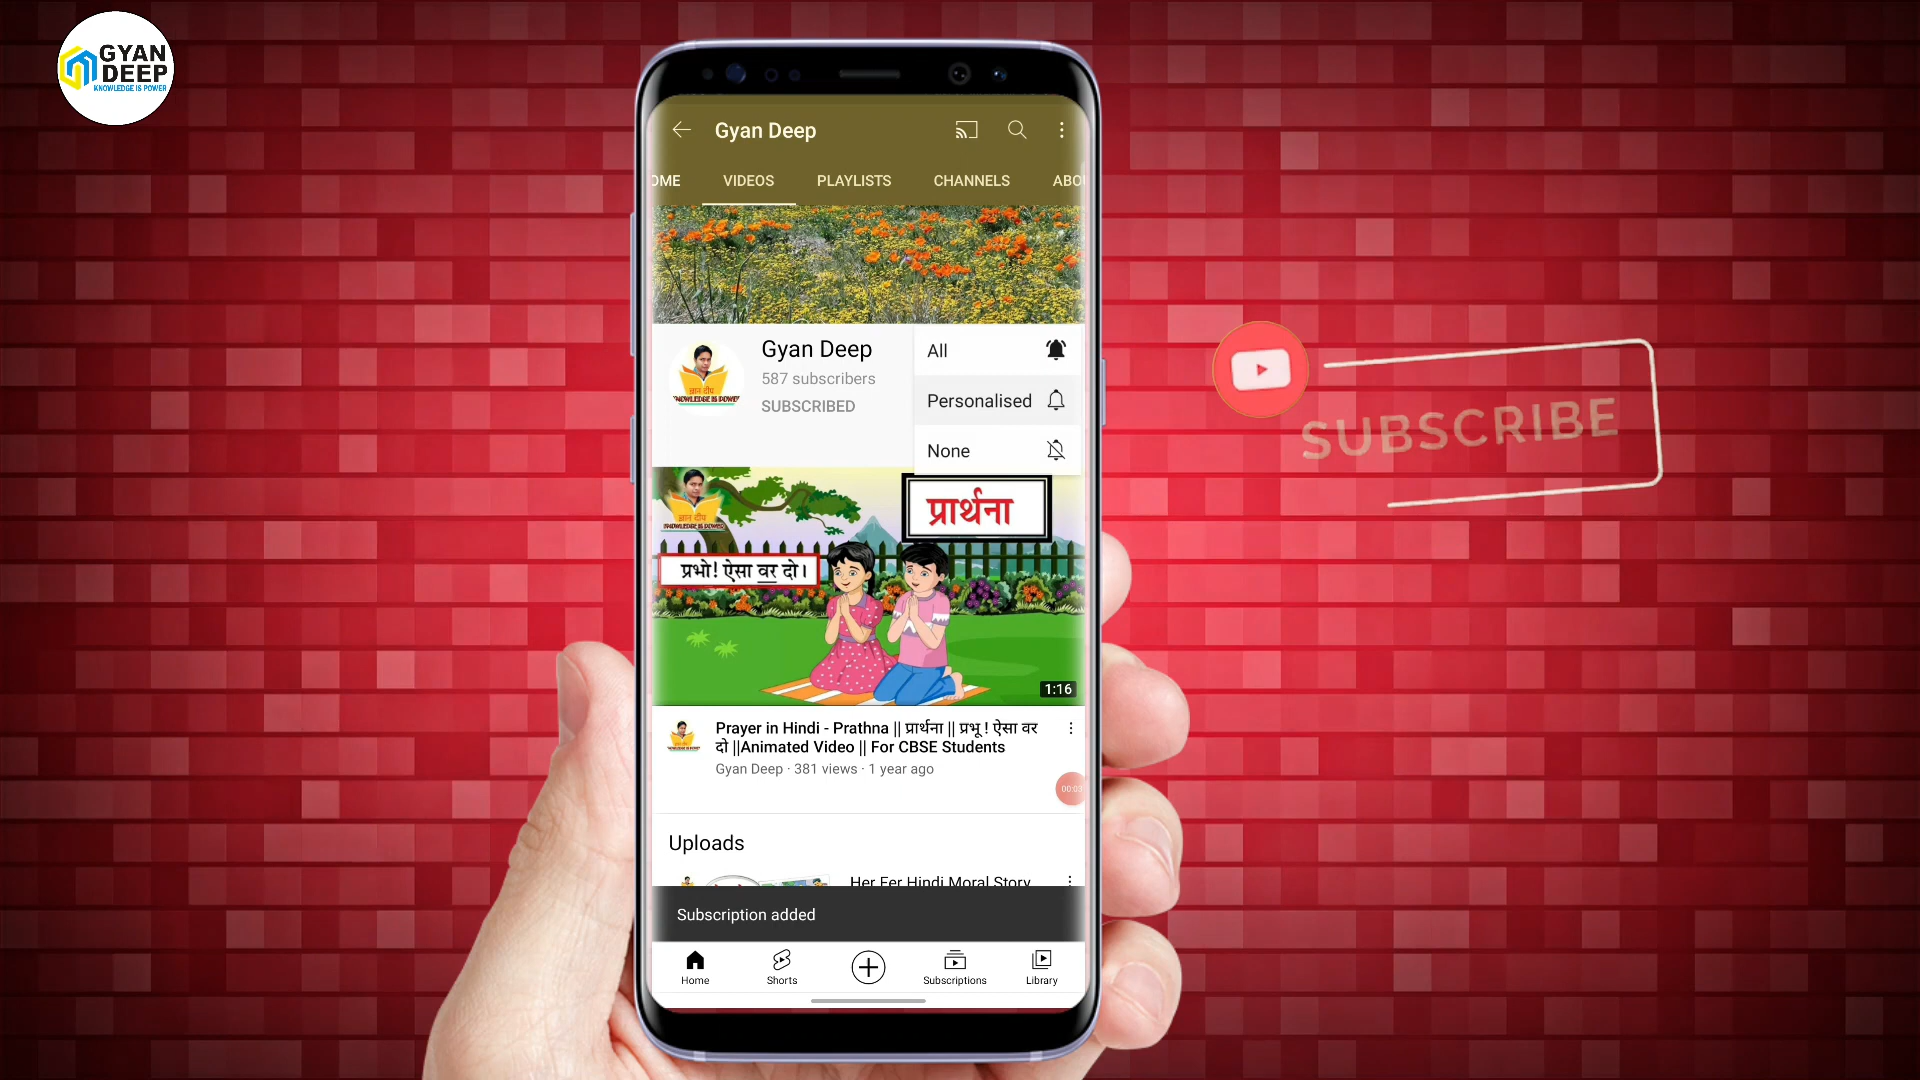 GYAN
DEEP
KNOWLEDGE IS POWER
Gyan Deep
OME VIDEOS PLAYLISTS CHANNELS ABO
Gyan Deep
587 subscribers
SUBSCRIBED
All
Personalised
None
SUBSCRIBE
ज्ञान दीप
प्रार्थना
ज्ञान दीप
प्रभो! ऐसा वर दो।
1:16
Prayer in Hindi - Prathna || प्रार्थना || प्रभू ! ऐसा वर
दो ||Animated Video || For CBSE Students
Gyan Deep · 381 views · 1 year ago
00:03
Uploads
Her Fer Hindi Moral Story
Subscription added
Home Shorts Subscriptions Library